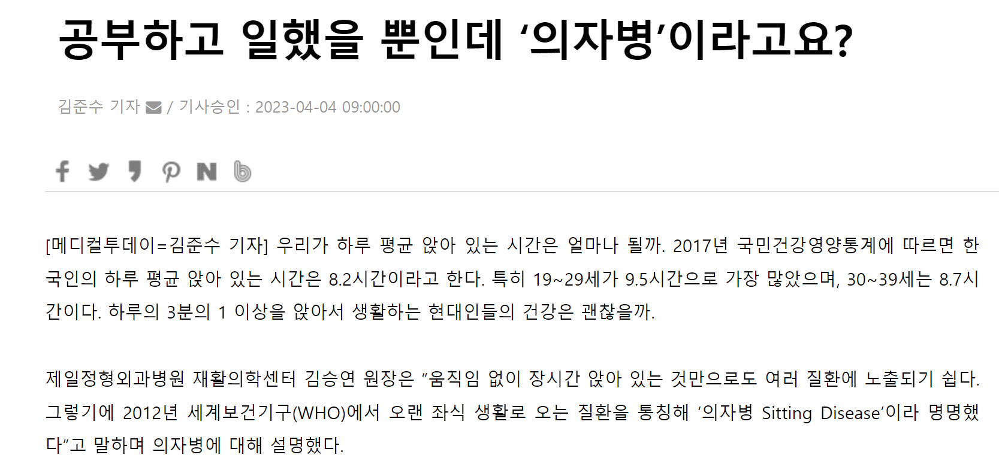 공부하고 일했을 뿐인데 ‘의자병’이라고요?
김준수 기자 / 기사승인 : 2023-04-04 09:00:00
[메디컬투데이=김준수 기자] 우리가 하루 평균 앉아 있는 시간은 얼마나 될까. 2017년 국민건강영양통계에 따르면 한
국인의 하루 평균 앉아 있는 시간은 8.2시간이라고 한다. 특히 19~29세가 9.5시간으로 가장 많았으며, 30~39세는 8.7시
간이다. 하루의 3분의 1 이상을 앉아서 생활하는 현대인들의 건강은 괜찮을까.
제일정형외과병원 재활의학센터 김승연 원장은 “움직임 없이 장시간 앉아 있는 것만으로도 여러 질환에 노출되기 쉽다.
그렇기에 2012년 세계보건기구(WHO)에서 오랜 좌식 생활로 오는 질환을 통칭해 ‘의자병 Sitting Disease’이라 명명했
다”고 말하며 의자병에 대해 설명했다.